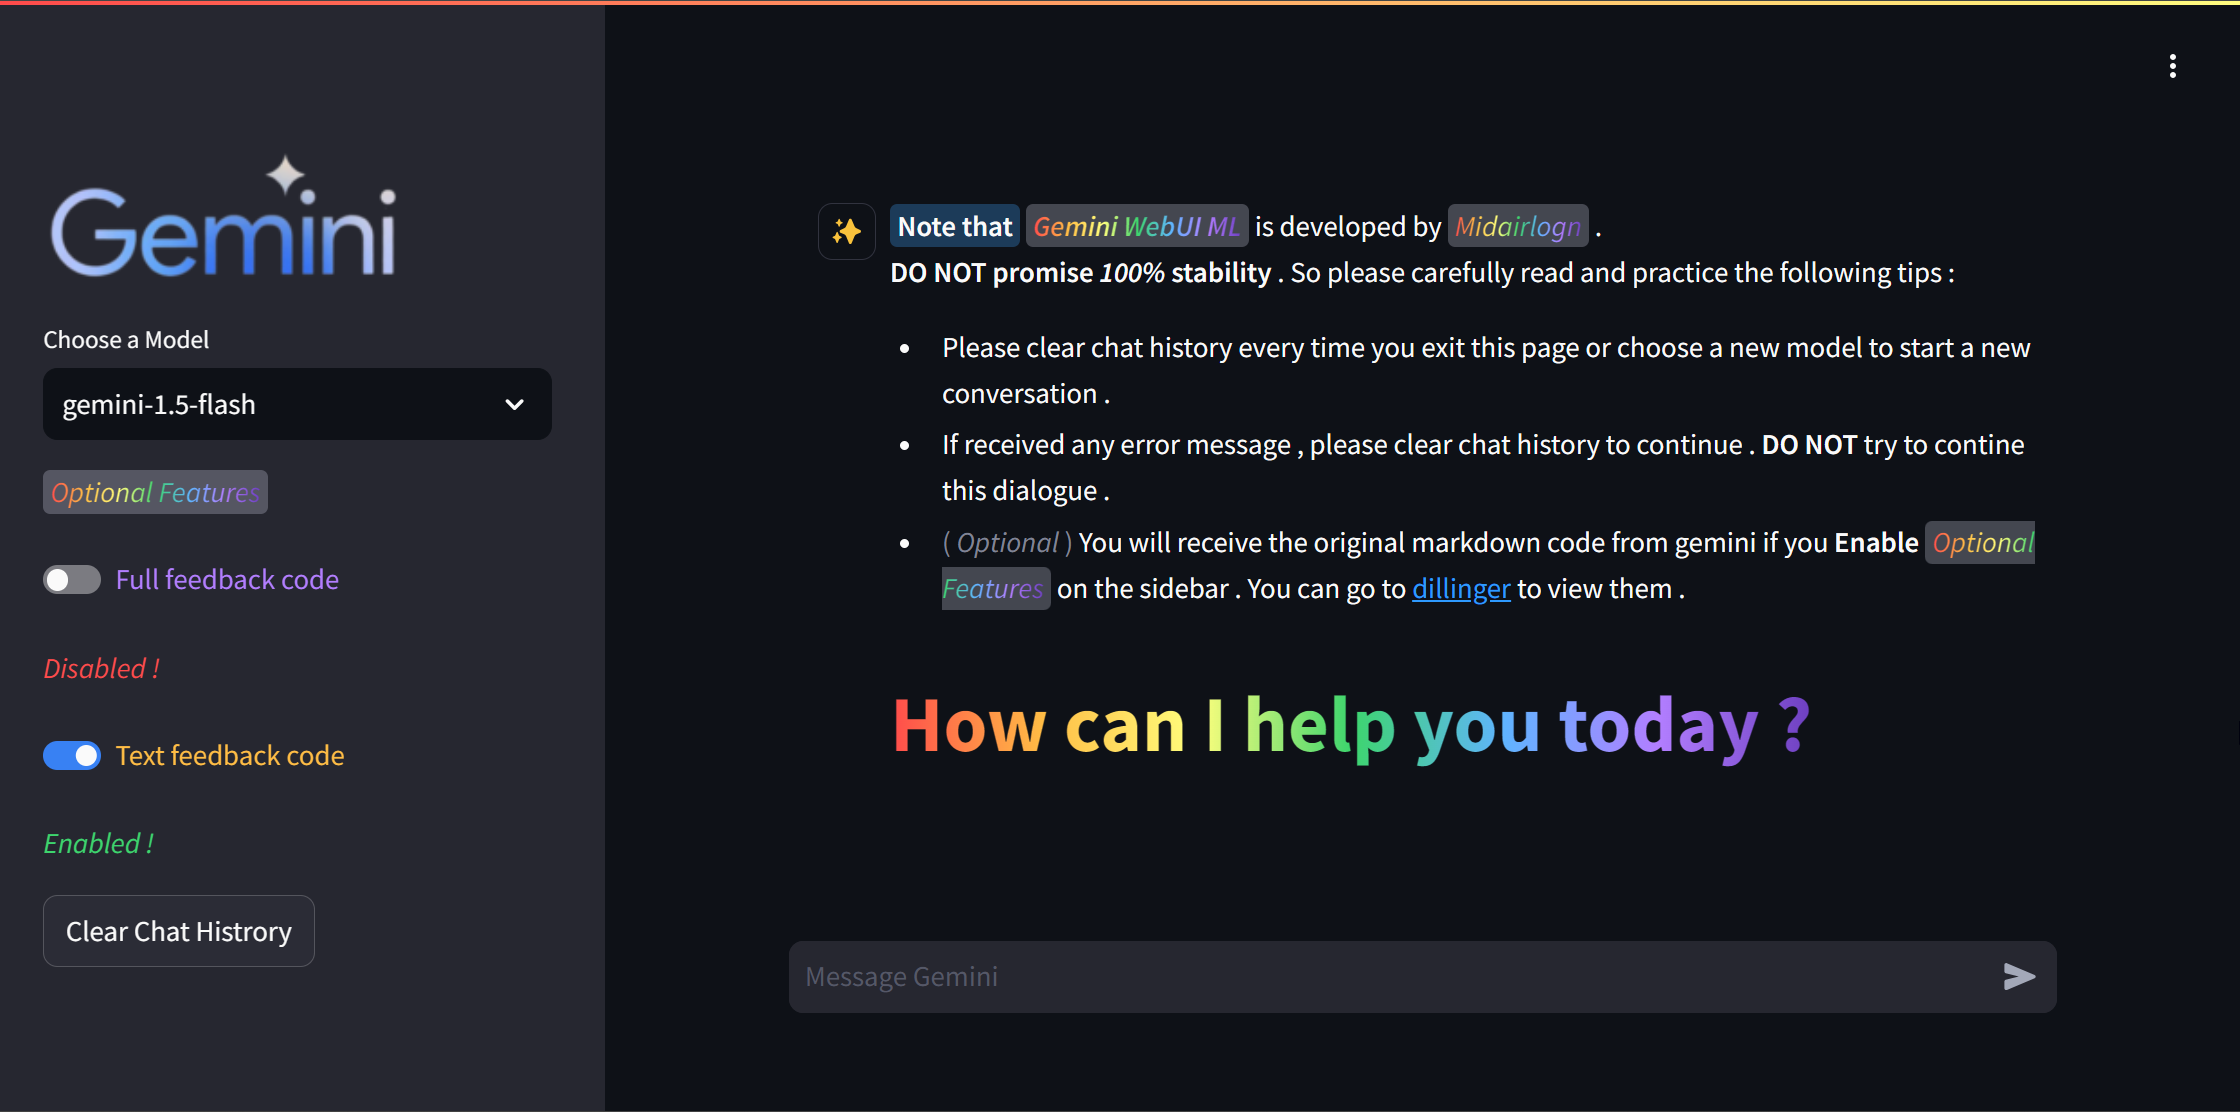 Gemini
Choose a Model
gemini-1.5-flash
Optional Features
Full feedback code
Disabled !
Text feedback code
Enabled !
Clear Chat Histrory
Note that Gemini WebUI ML is developed by Midairlogn .
DO NOT promise 100% stability . So please carefully read and practice the following tips :
Please clear chat history every time you exit this page or choose a new model to start a new
conversation .
If received any error message , please clear chat history to continue . DO NOT try to contine
this dialogue .
( Optional ) You will receive the original markdown code from gemini if you Enable Optional
Features on the sidebar . You can go to dillinger to view them .
How can I help you today ?
Message Gemini